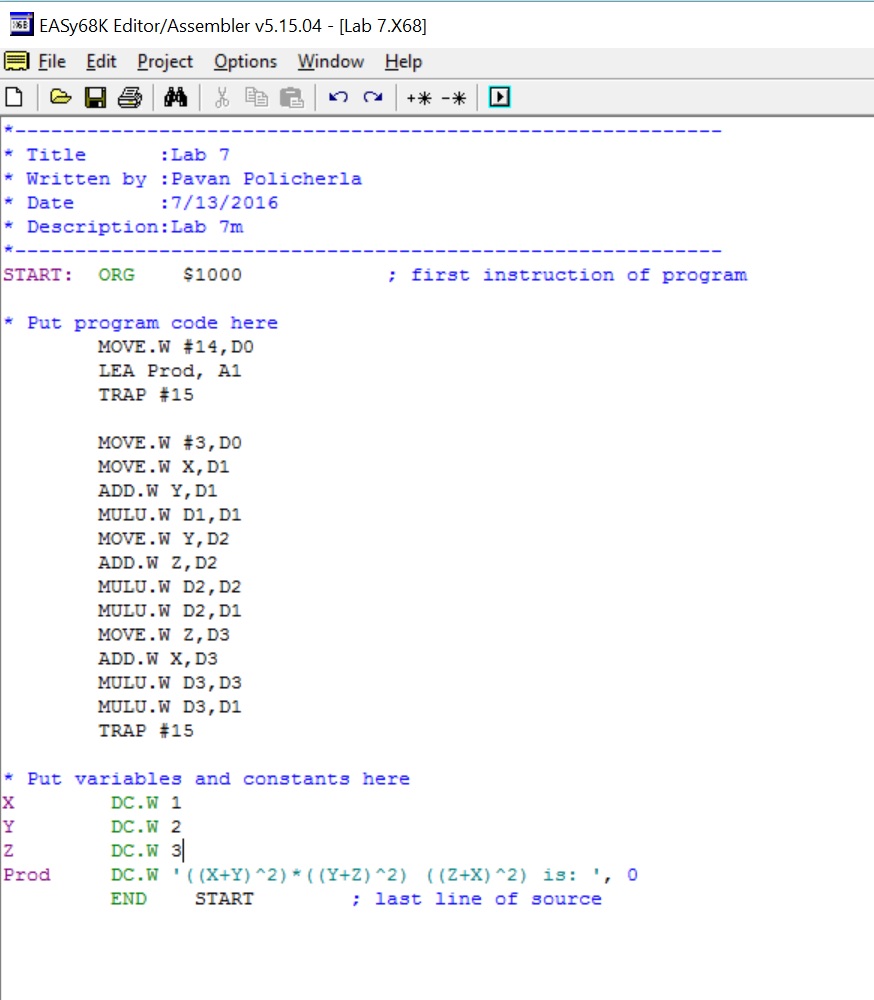 EASy68K Editor/Assembler v5.15.04 - [Lab 7.X68]
File Edit Project Options Window Help
*-----------------------------------------------------------
* Title      :Lab 7
* Written by :Pavan Policherla
* Date       :7/13/2016
* Description:Lab 7m
*-----------------------------------------------------------
START: ORG $1000 ; first instruction of program
* Put program code here
MOVE.W #14,D0
LEA Prod, A1
TRAP #15
MOVE.W #3,D0
MOVE.W X,D1
ADD.W Y,D1
MULU.W D1,D1
MOVE.W Y,D2
ADD.W Z,D2
MULU.W D2,D2
MULU.W D2,D1
MOVE.W Z,D3
ADD.W X,D3
MULU.W D3,D3
MULU.W D3,D1
TRAP #15
* Put variables and constants here
X DC.W 1
Y DC.W 2
Z DC.W 3
Prod DC.W '((X+Y)^2)*((Y+Z)^2) ((Z+X)^2) is: ', 0
END START ; last line of source